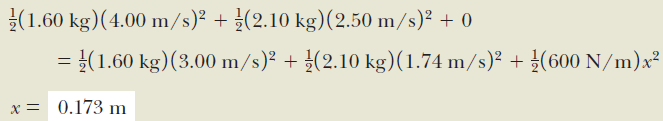 ½(1.60 kg)(4.00 m/s)² + ½(2.10 kg)(2.50 m/s)² + 0
= ½(1.60 kg)(3.00 m/s)² + ½(2.10 kg)(1.74 m/s)² + ½(600 N/m)x²
x = 0.173 m